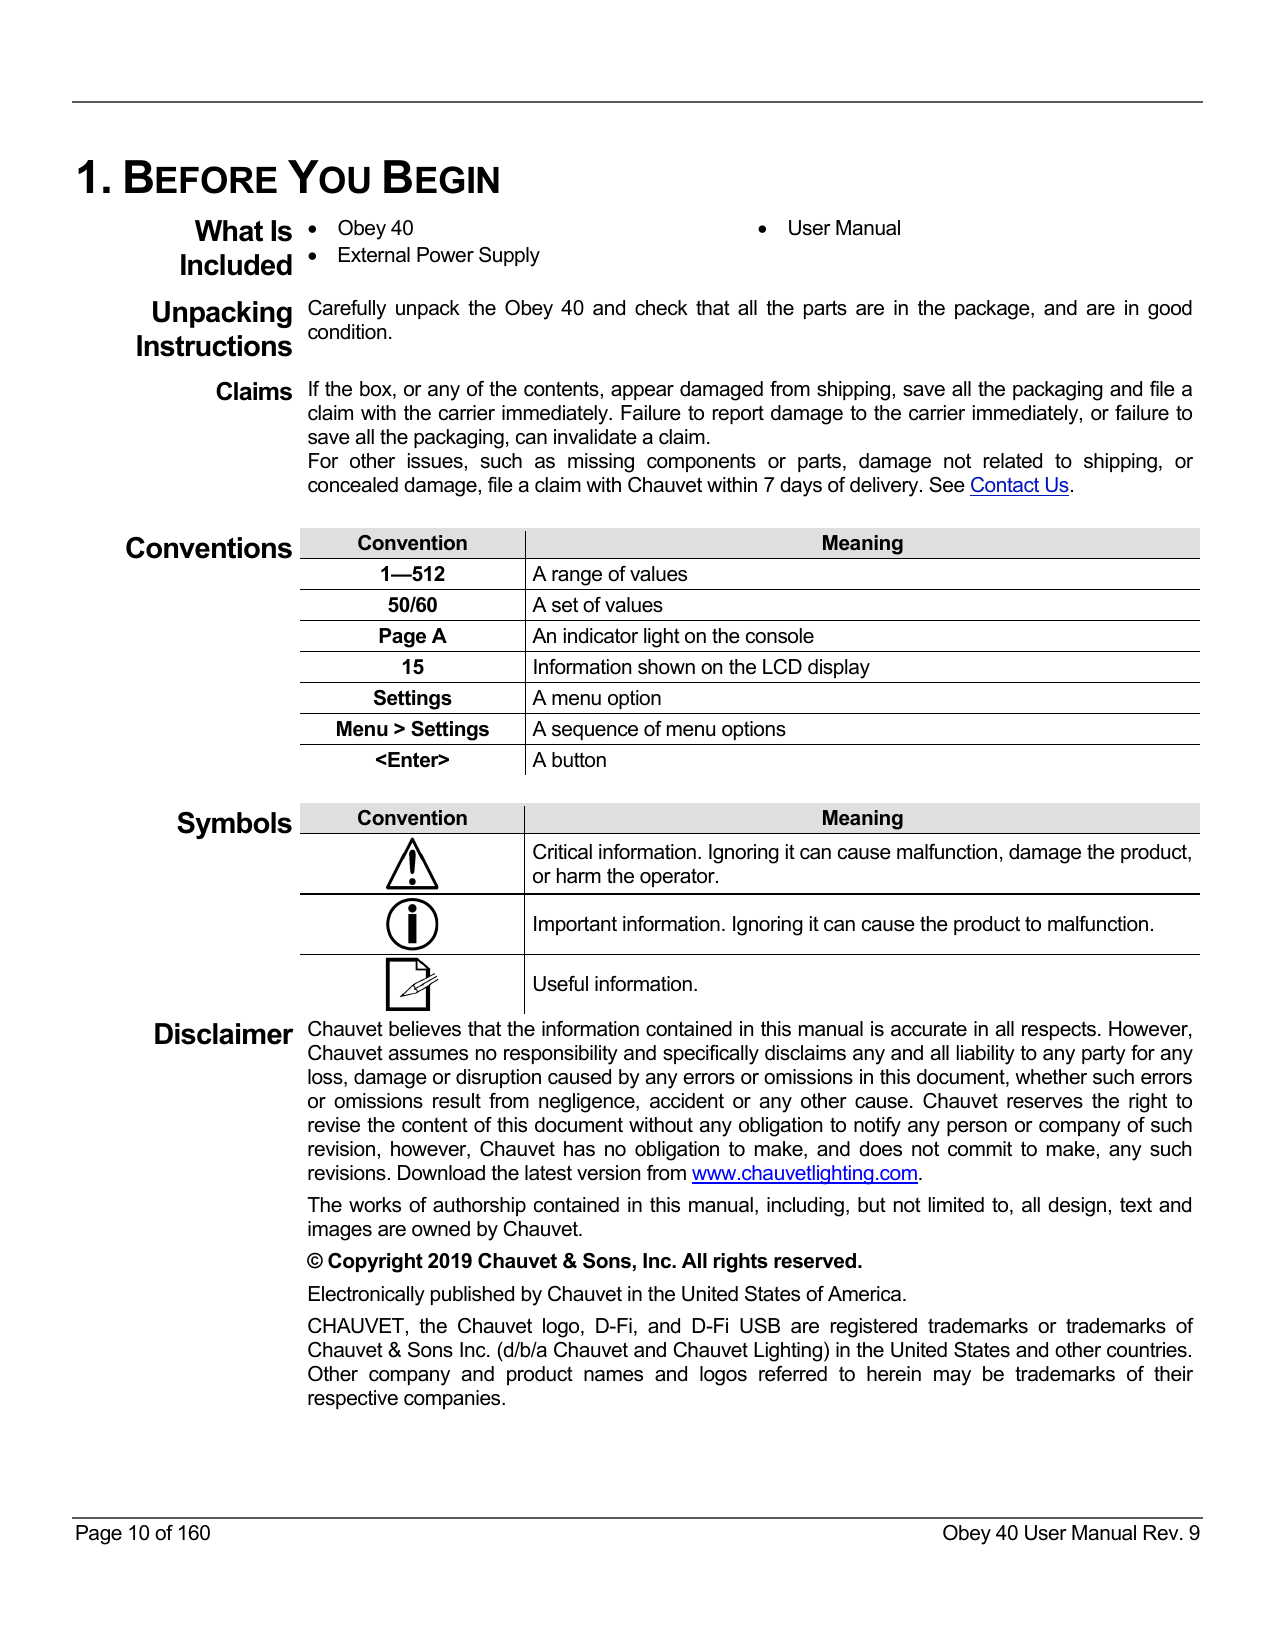 1. BEFORE YOU BEGIN
What Is
Included
• Obey 40
• External Power Supply
• User Manual
Unpacking
Instructions
Carefully unpack the Obey 40 and check that all the parts are in the package, and are in good
condition.
Claims
If the box, or any of the contents, appear damaged from shipping, save all the packaging and file a
claim with the carrier immediately. Failure to report damage to the carrier immediately, or failure to
save all the packaging, can invalidate a claim.
For other issues, such as missing components or parts, damage not related to shipping, or
concealed damage, file a claim with Chauvet within 7 days of delivery. See Contact Us.
Conventions
Convention Meaning
1—512 A range of values
50/60 A set of values
Page A An indicator light on the console
15 Information shown on the LCD display
Settings A menu option
Menu > Settings A sequence of menu options
<Enter> A button
Symbols
Convention Meaning
Critical information. Ignoring it can cause malfunction, damage the product,
or harm the operator.
Important information. Ignoring it can cause the product to malfunction.
Useful information.
Disclaimer
Chauvet believes that the information contained in this manual is accurate in all respects. However,
Chauvet assumes no responsibility and specifically disclaims any and all liability to any party for any
loss, damage or disruption caused by any errors or omissions in this document, whether such errors
or omissions result from negligence, accident or any other cause. Chauvet reserves the right to
revise the content of this document without any obligation to notify any person or company of such
revision, however, Chauvet has no obligation to make, and does not commit to make, any such
revisions. Download the latest version from www.chauvetlighting.com.
The works of authorship contained in this manual, including, but not limited to, all design, text and
images are owned by Chauvet.
© Copyright 2019 Chauvet & Sons, Inc. All rights reserved.
Electronically published by Chauvet in the United States of America.
CHAUVET, the Chauvet logo, D-Fi, and D-Fi USB are registered trademarks or trademarks of
Chauvet & Sons Inc. (d/b/a Chauvet and Chauvet Lighting) in the United States and other countries.
Other company and product names and logos referred to herein may be trademarks of their
respective companies.
Page 10 of 160
Obey 40 User Manual Rev. 9